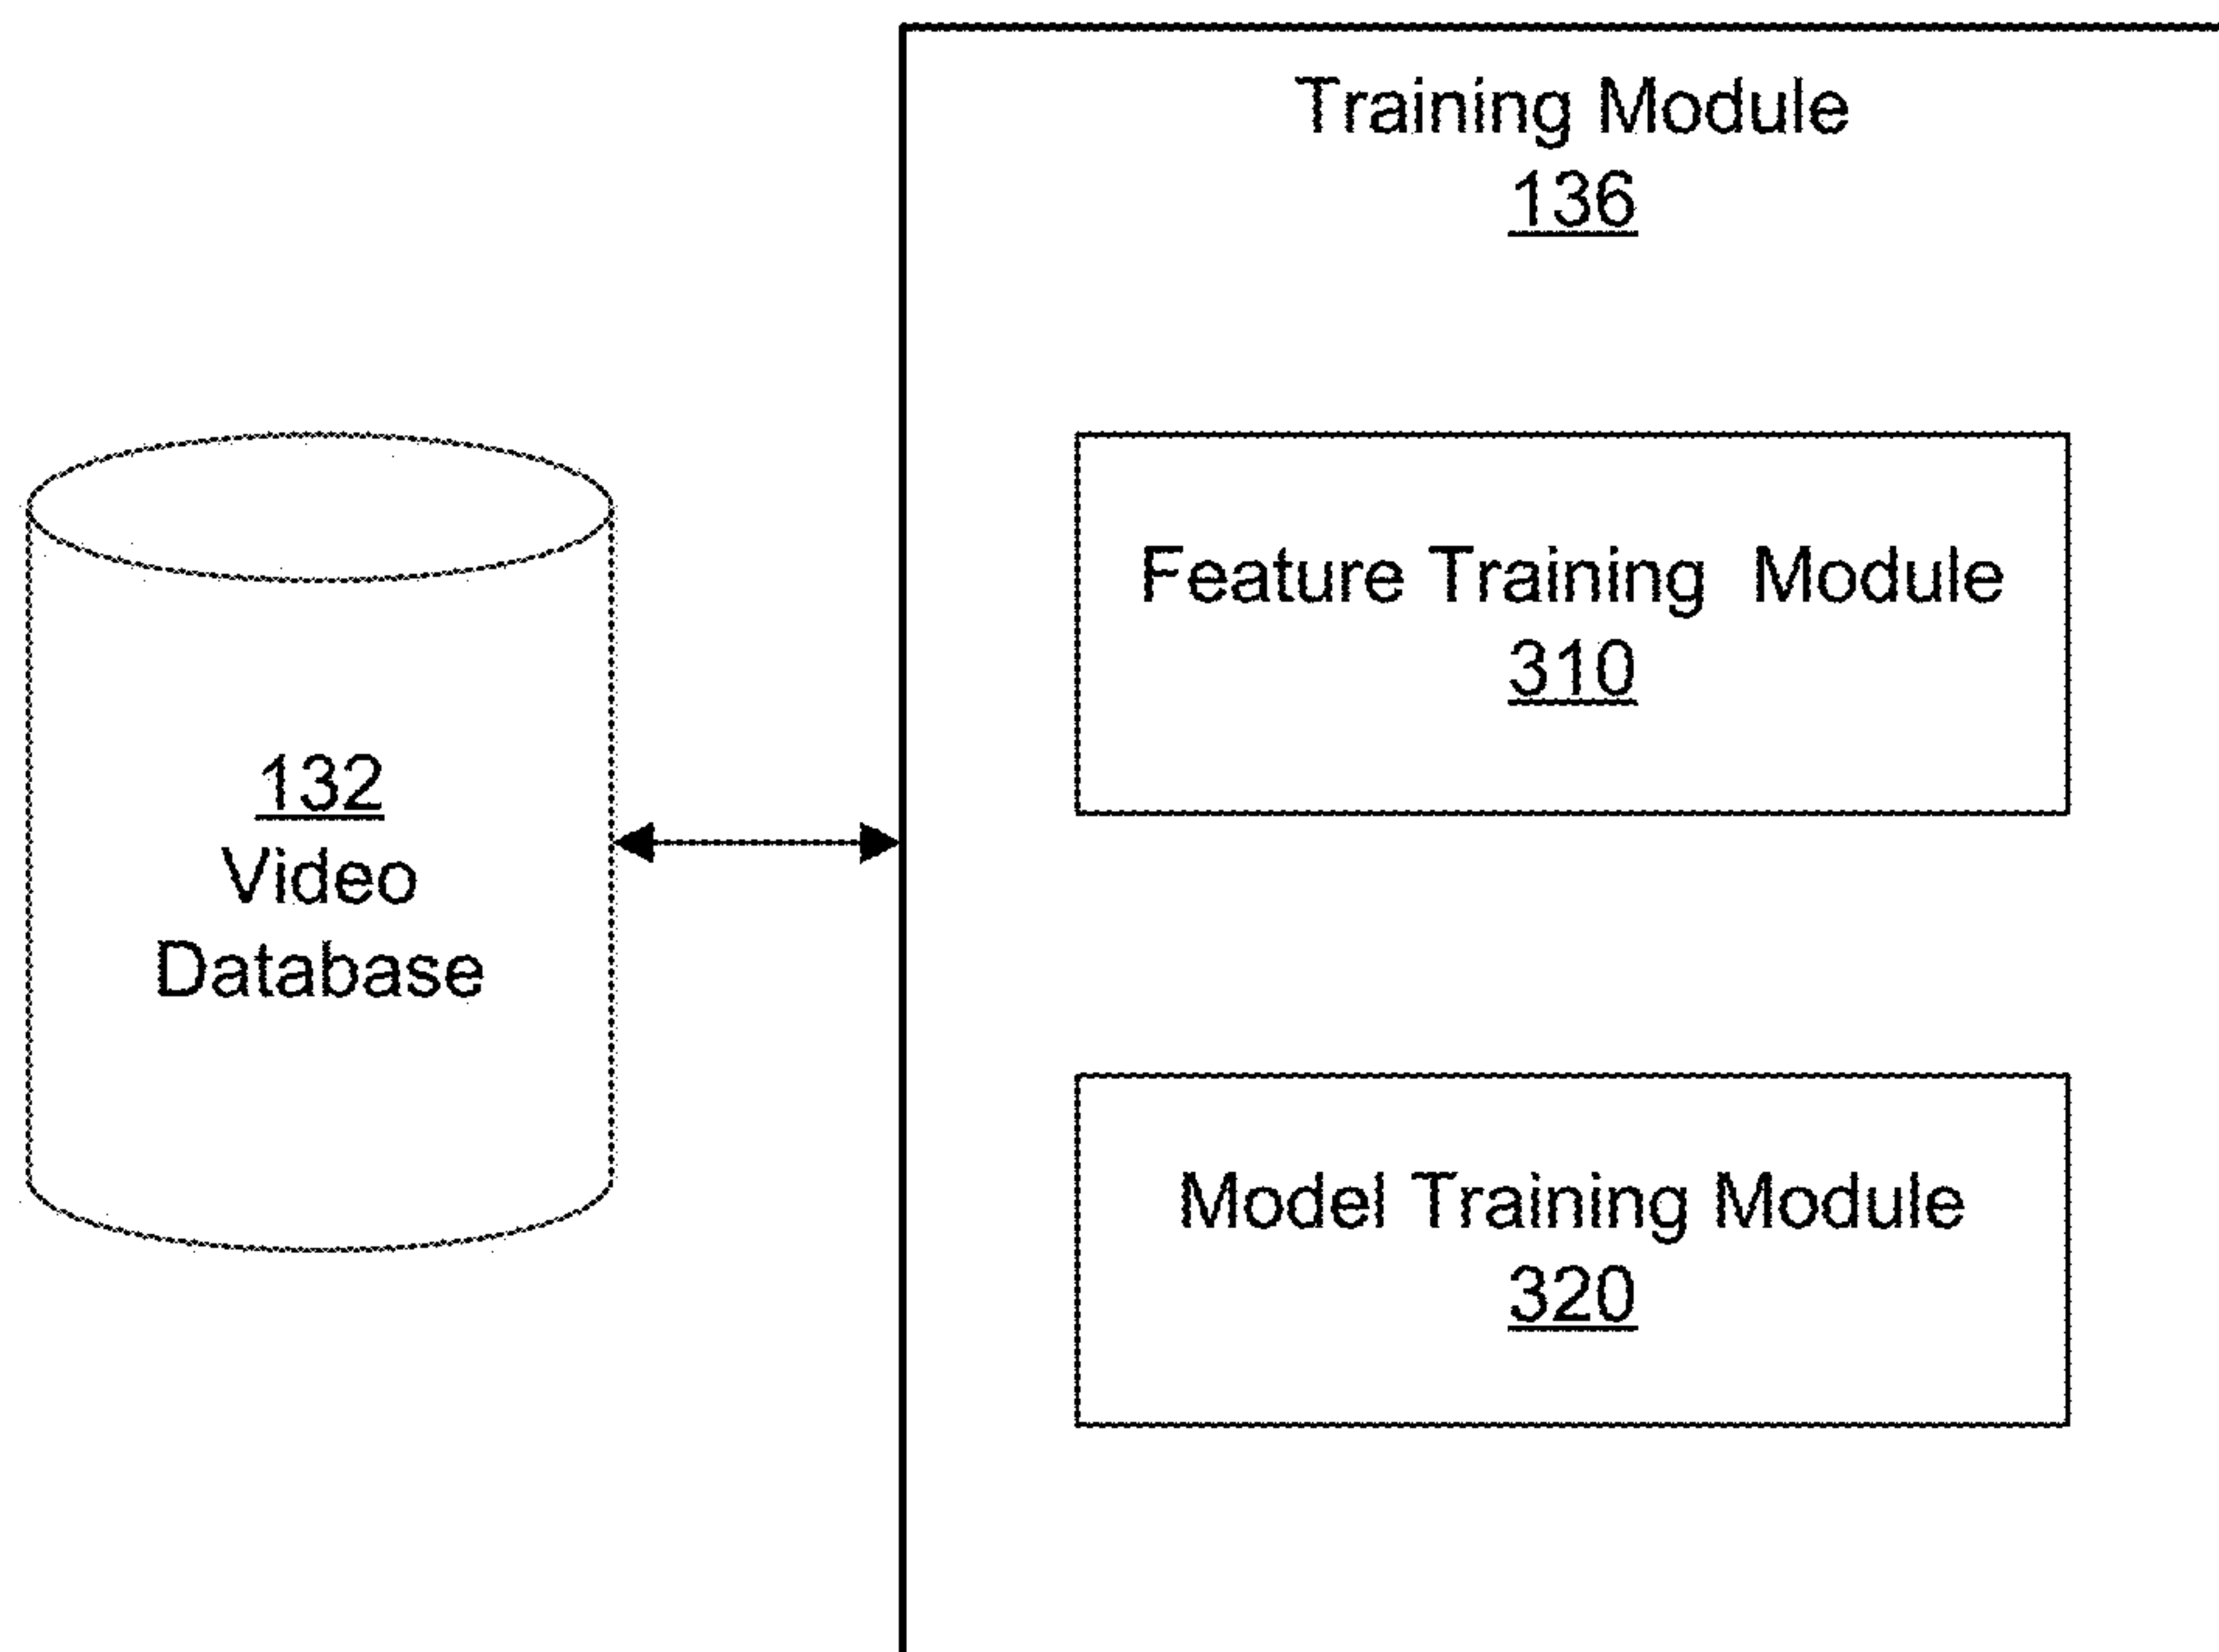 Training Module
136
Feature Training Module
310
132
Video
Database
Model Training Module
320